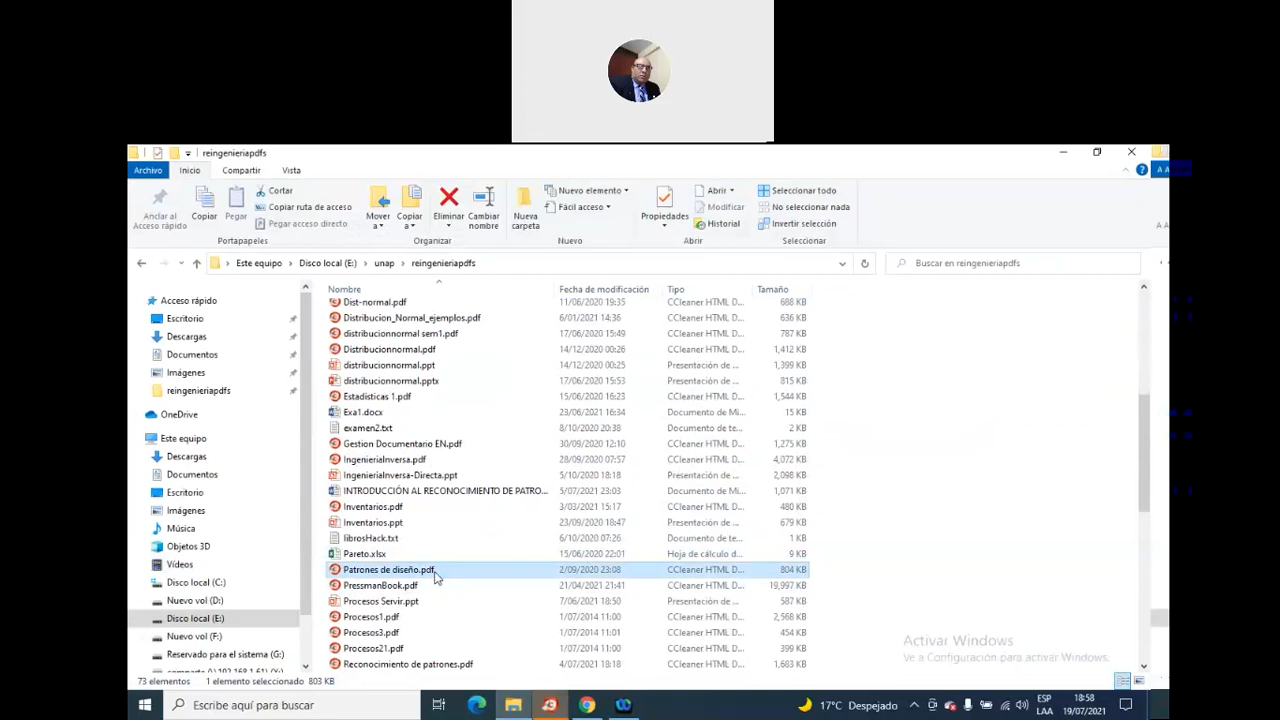 reingenieriapdfs
Archivo Inicio Compartir Vista
Anclar al Acceso rápido
Copiar
Pegar
Cortar
Copiar ruta de acceso
Pegar acceso directo
Portapapeles
Mover a
Copiar a
Eliminar
Cambiar nombre
Organizar
Nueva carpeta
Nuevo elemento
Fácil acceso
Nuevo
Propiedades
Abrir
Modificar
Historial
Abrir
Seleccionar todo
No seleccionar nada
Invertir selección
Seleccionar
Este equipo > Disco local (E:) > unap > reingenieriapdfs
Buscar en reingenieriapdfs
Acceso rápido
Escritorio
Descargas
Documentos
Imágenes
reingenieriapdfs
OneDrive
Este equipo
Descargas
Documentos
Escritorio
Imágenes
Música
Objetos 3D
Vídeos
Disco local (C:)
Nuevo vol (D:)
Disco local (E:)
Nuevo vol (F:)
Reservado para el sistema (G:)
Nombre Fecha de modificación Tipo Tamaño
Dist-normal.pdf 11/06/2020 19:35 CCleaner HTML D... 688 KB
Distribucion_Normal_ejemplos.pdf 6/01/2021 14:36 CCleaner HTML D... 636 KB
distribucionnormal sem1.pdf 17/06/2020 15:49 CCleaner HTML D... 787 KB
Distribucionnormal.pdf 14/12/2020 00:26 CCleaner HTML D... 1,412 KB
distribucionnormal.ppt 14/12/2020 00:25 Presentación de ... 1,399 KB
distribucionnormal.pptx 17/06/2020 15:53 Presentación de ... 815 KB
Estadisticas 1.pdf 15/06/2020 16:23 CCleaner HTML D... 1,544 KB
Exa1.docx 23/06/2021 16:34 Documento de Mi... 15 KB
examen2.txt 8/10/2020 20:38 Documento de te... 2 KB
Gestion Documentario EN.pdf 30/09/2020 12:10 CCleaner HTML D... 1,275 KB
IngenieriaInversa.pdf 28/09/2020 07:57 CCleaner HTML D... 4,072 KB
IngenieriaInversa-Directa.ppt 5/10/2020 18:18 Presentación de ... 2,098 KB
INTRODUCCIÓN AL RECONOCIMIENTO DE PATRO... 5/07/2021 23:03 Documento de Mi... 1,071 KB
Inventarios.pdf 3/03/2021 15:17 CCleaner HTML D... 480 KB
Inventarios.ppt 23/09/2020 18:47 Presentación de ... 679 KB
librosHack.txt 6/10/2020 07:26 Documento de te... 1 KB
Pareto.xlsx 15/06/2020 22:01 Hoja de cálculo d... 9 KB
Patrones de diseño.pdf 2/09/2020 23:08 CCleaner HTML D... 804 KB
PressmanBook.pdf 21/04/2021 21:41 CCleaner HTML D... 19,997 KB
Procesos Servir.ppt 7/06/2021 18:50 Presentación de ... 587 KB
Procesos1.pdf 1/07/2014 11:00 CCleaner HTML D... 2,568 KB
Procesos3.pdf 1/07/2014 11:01 CCleaner HTML D... 454 KB
Procesos21.pdf 1/07/2014 11:00 CCleaner HTML D... 399 KB
Reconocimiento de patrones.pdf 4/07/2021 18:18 CCleaner HTML D... 1,683 KB
Activar Windows
Ve a Configuración para activar Windows.
73 elementos 1 elemento seleccionado 803 KB
Escribe aquí para buscar
17°C Despejado
ESP
LAA
18:58
19/07/2021